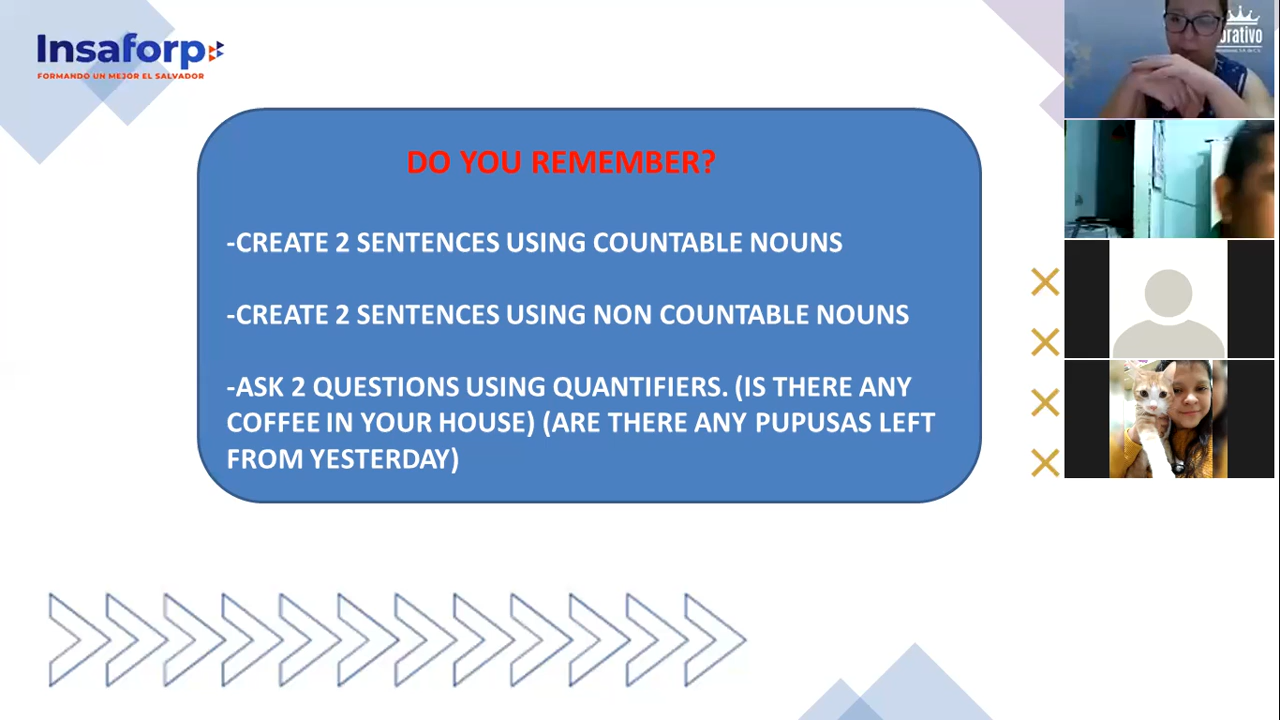 Insaforp
FORMANDO UN MEJOR EL SALVADOR
DO YOU REMEMBER?
-CREATE 2 SENTENCES USING COUNTABLE NOUNS
-CREATE 2 SENTENCES USING NON COUNTABLE NOUNS
-ASK 2 QUESTIONS USING QUANTIFIERS. (IS THERE ANY
COFFEE IN YOUR HOUSE) (ARE THERE ANY PUPUSAS LEFT
FROM YESTERDAY)